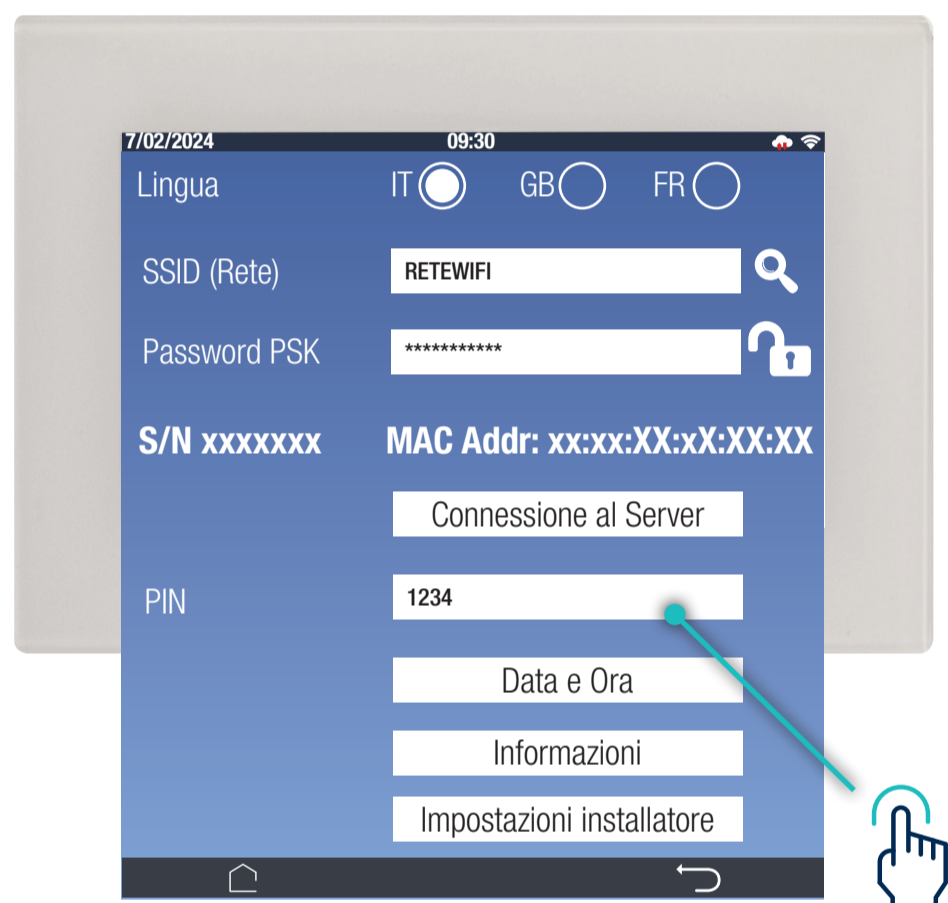 7/02/2024 09:30
Lingua IT GB FR
SSID (Rete) RETEWIFI
Password PSK ***********
S/N xxxxxxx MAC Addr: xx:xx:XX:xX:XX:XX
Connessione al Server
PIN 1234
Data e Ora
Informazioni
Impostazioni installatore